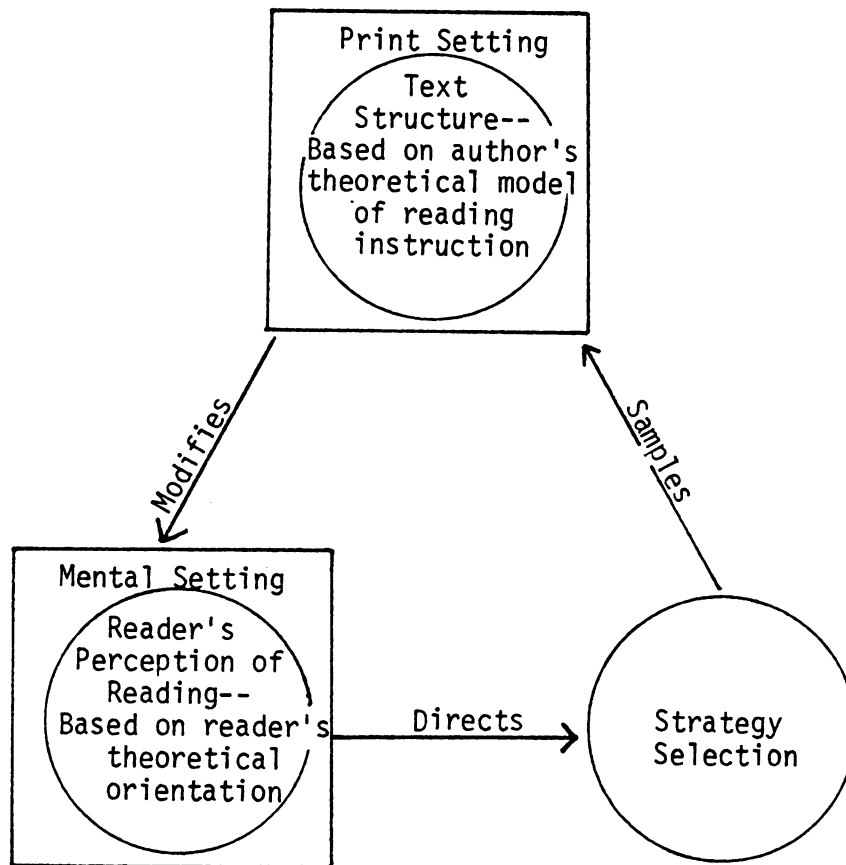 Print Setting
Text
Structure--
Based on author's
theoretical model
of reading
instruction
Modifies
Samples
Mental Setting
Reader's
Perception of
Reading--
Based on reader's
theoretical
orientation
Directs
Strategy
Selection